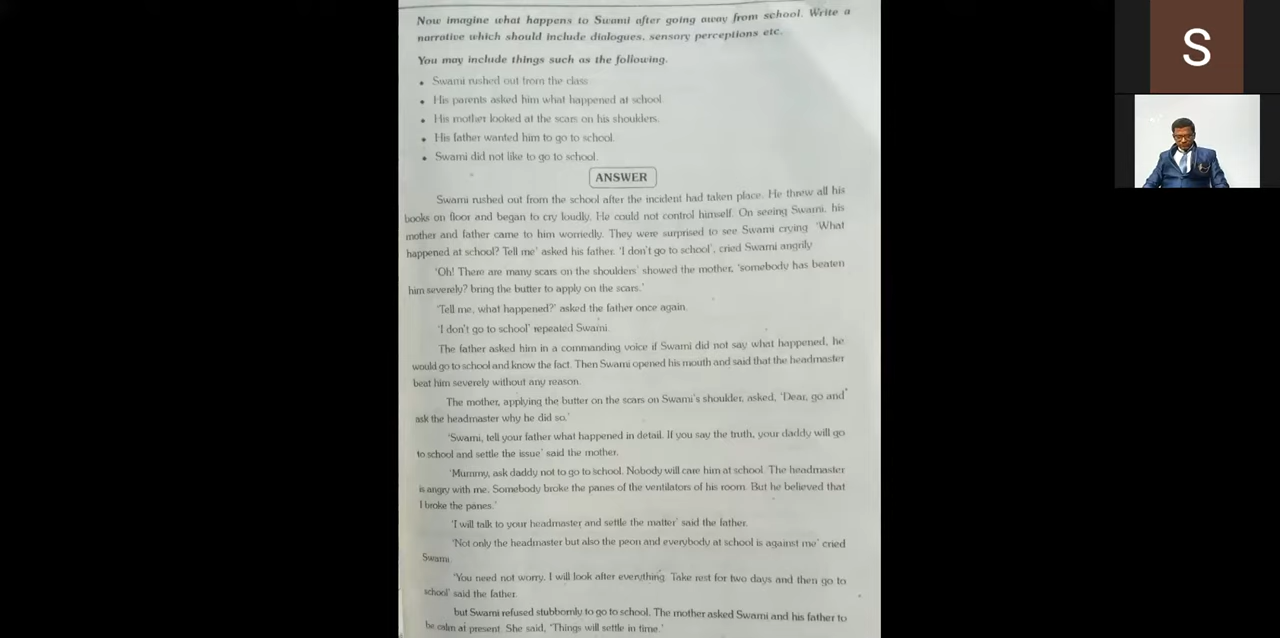 Now imagine what happens to Swami after going away from school. Write a
narrative which should include dialogues, sensory perceptions etc.
You may include things such as the following.
• Swami rushed out from the class
• His parents asked him what happened at school
• His mother looked at the scars on his shoulders.
• His father wanted him to go to school.
• Swami did not like to go to school.
ANSWER
Swami rushed out from the school after the incident had taken place. He threw all his
books on floor and began to cry loudly. He could not control himself. On seeing Swami, his
mother and father came to him worriedly. They were surprised to see Swami crying 'What
happened at school? Tell me' asked his father. 'I don't go to school', cried Swami angrily
'Oh! There are many scars on the shoulders' showed the mother, 'somebody has beaten
him severely? bring the butter to apply on the scars.'
'Tell me, what happened?' asked the father once again.
'I don't go to school' repeated Swami.
The father asked him in a commanding voice if Swami did not say what happened, he
would go to school and know the fact. Then Swami opened his mouth and said that the headmaster
beat him severely without any reason.
The mother, applying the butter on the scars on Swami's shoulder, asked, 'Dear, go and
ask the headmaster why he did so.'
'Swami, tell your father what happened in detail. If you say the truth, your daddy will go
to school and settle the issue' said the mother.
'Mummy, ask daddy not to go to school. Nobody will care him at school. The headmaster
is angry with me. Somebody broke the panes of the ventilators of his room. But he believed that
I broke the panes.'
'I will talk to your headmaster and settle the matter' said the father.
'Not only the headmaster but also the peon and everybody at school is against me' cried
Swami.
'You need not worry. I will look after everything. Take rest for two days and then go to
school' said the father.
but Swami refused stubbornly to go to school. The mother asked Swami and his father to
be calm at present. She said, 'Things will settle in time.'
S